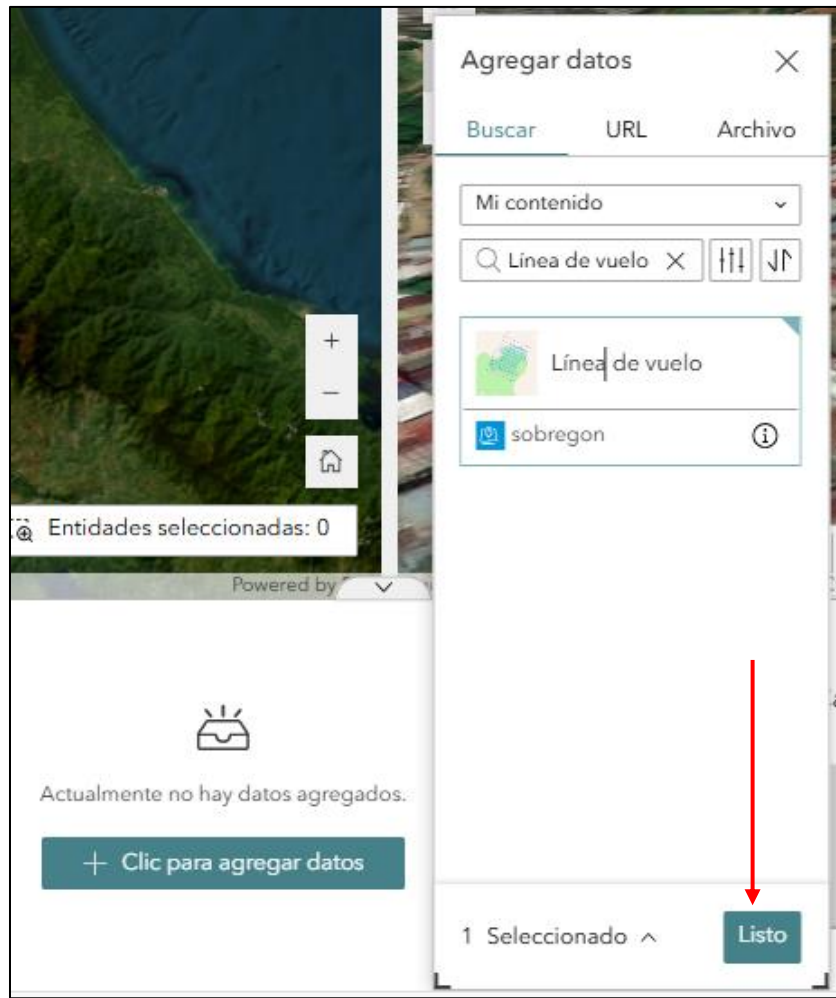 Agregar datos
Buscar URL Archivo
Mi contenido
Línea de vuelo
Línea de vuelo
sobregon
Entidades seleccionadas: 0
Powered by
Actualmente no hay datos agregados.
+ Clic para agregar datos
1 Seleccionado
Listo